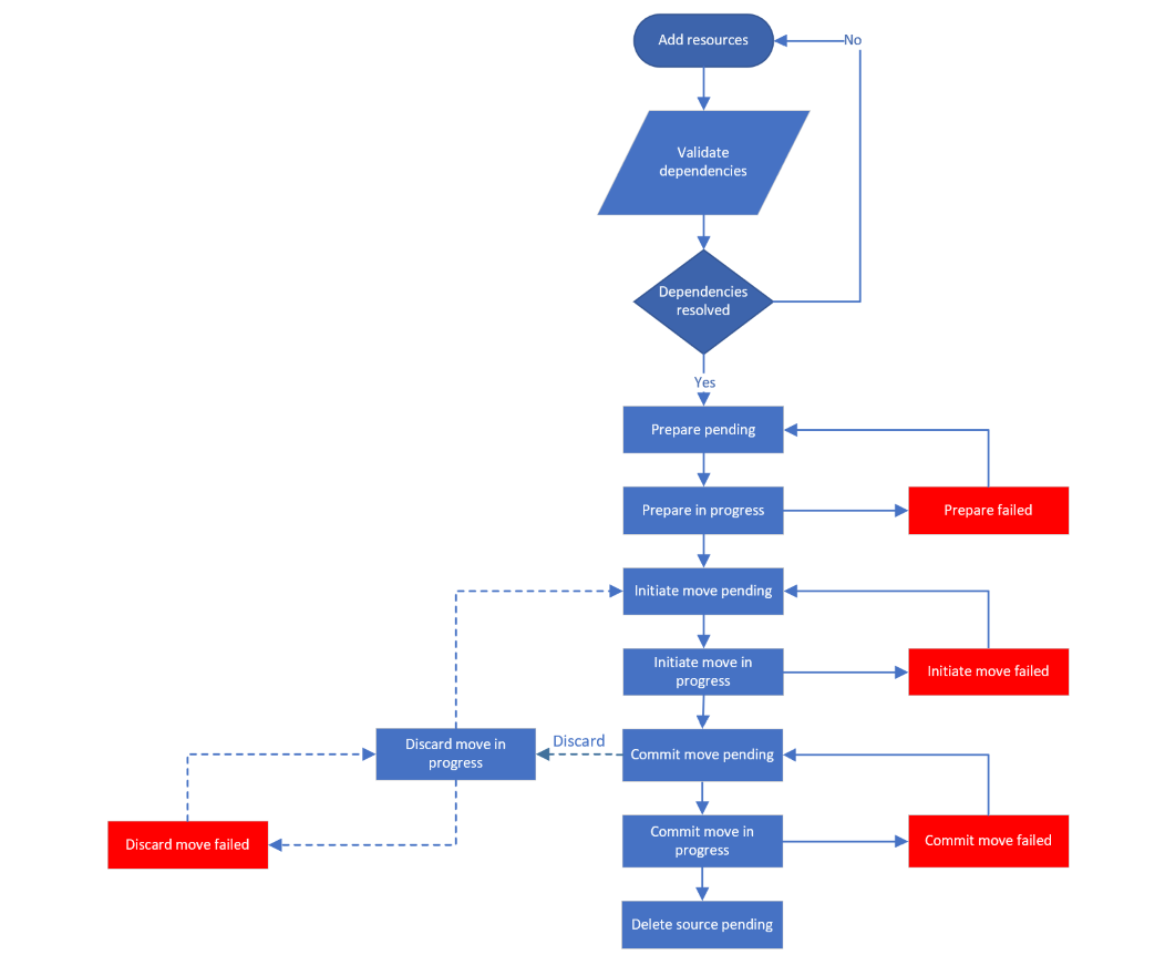 Add resources
No
Validate
dependencies
Dependencies
resolved
Yes
Prepare pending
Prepare in progress
Prepare failed
Initiate move pending
Initiate move in
progress
Initiate move failed
Discard move in
progress
Discard
Commit move pending
Discard move failed
Commit move in
progress
Commit move failed
Delete source pending